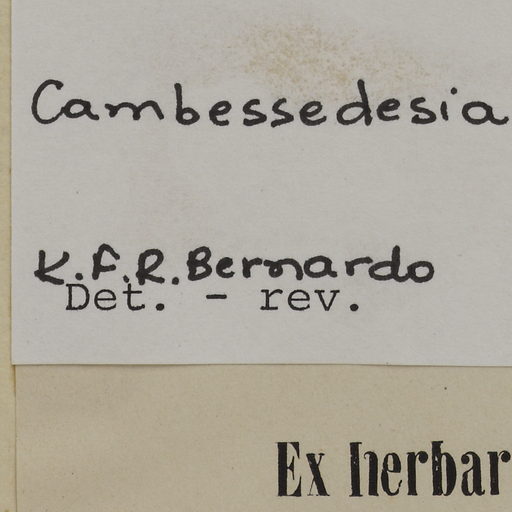 Cambessedesia
K.F.R.Bernardo
Det. - rev.
Ex herbar